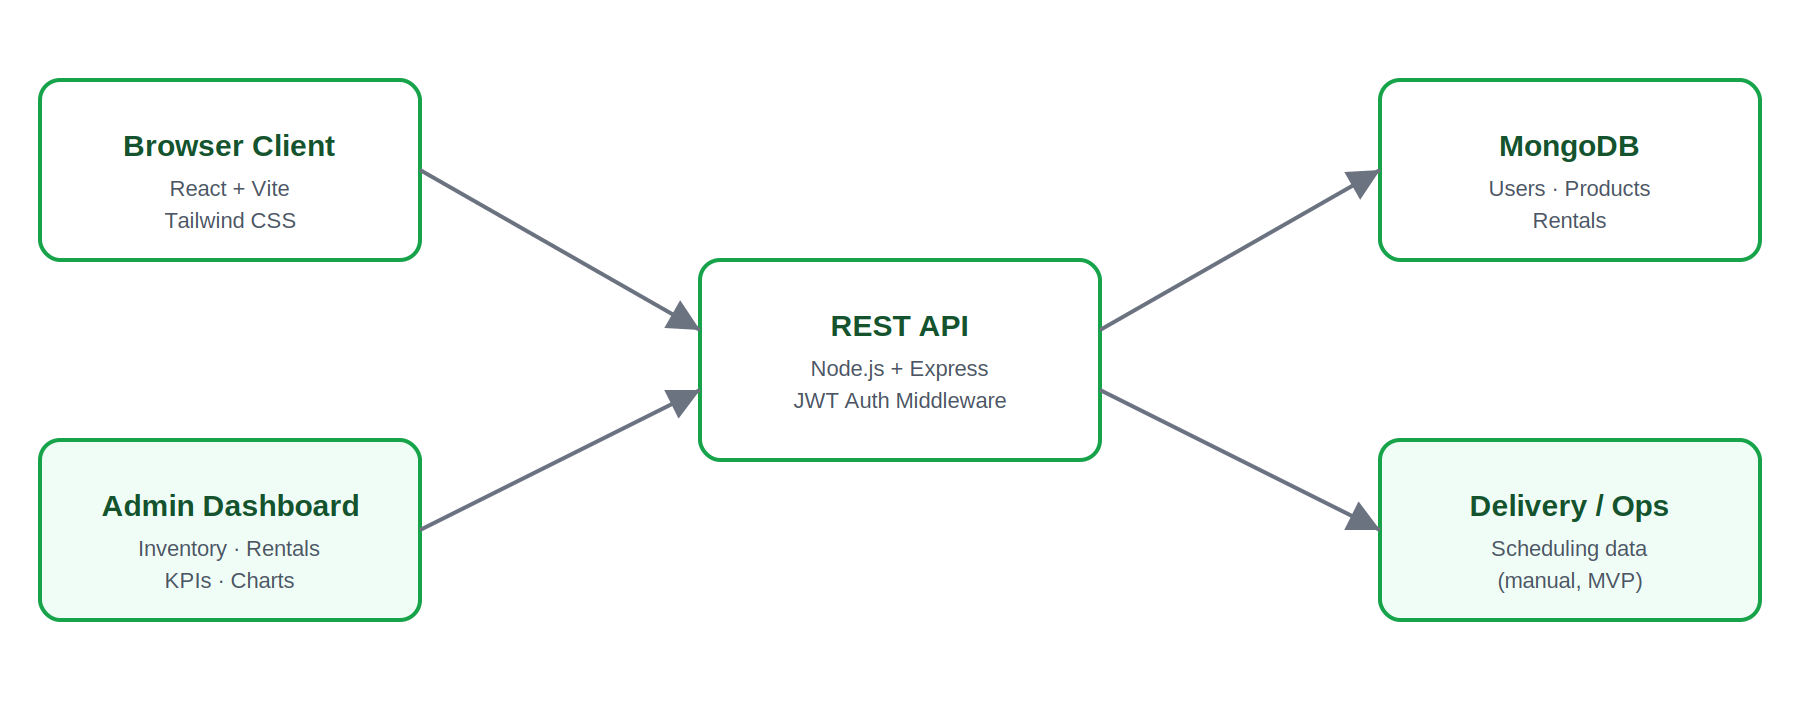 Browser Client
React + Vite
Tailwind CSS
Admin Dashboard
Inventory · Rentals
KPIs · Charts
REST API
Node.js + Express
JWT Auth Middleware
MongoDB
Users · Products
Rentals
Delivery / Ops
Scheduling data
(manual, MVP)